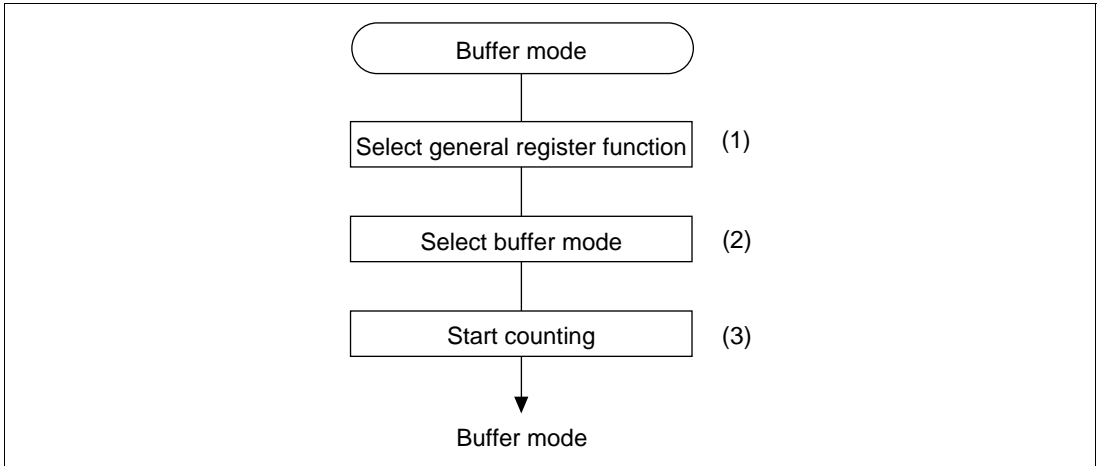 Buffer mode
Select general register function (1)
Select buffer mode (2)
Start counting (3)
Buffer mode